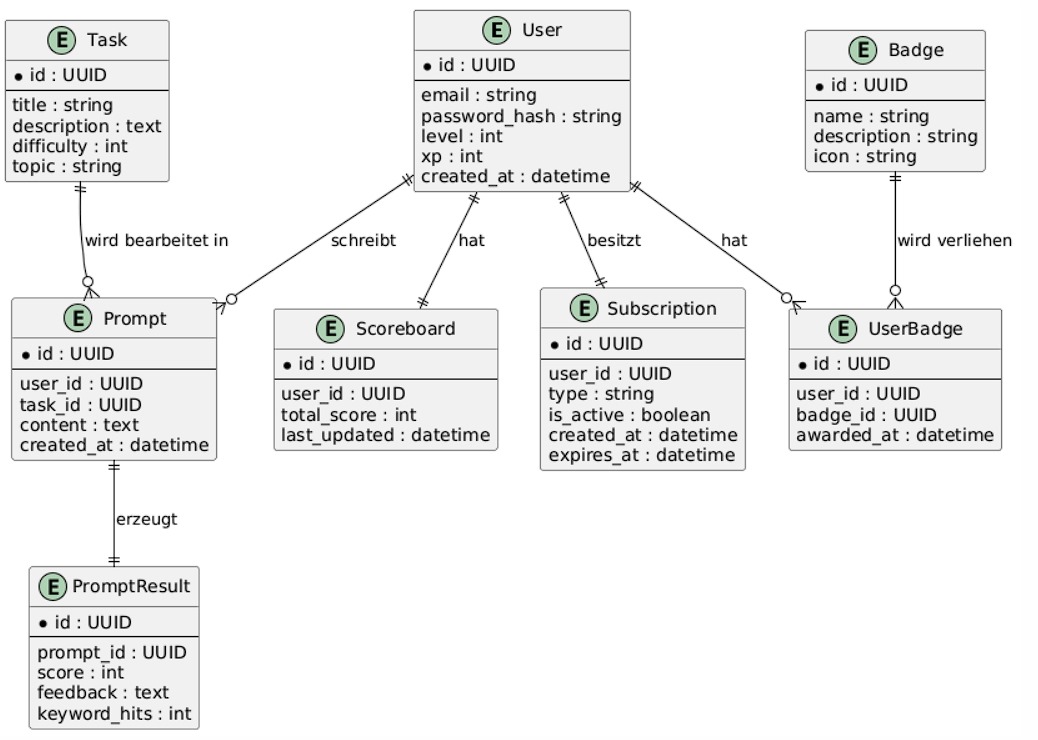 E Task
id : UUID
title : string
description : text
difficulty : int
topic : string
E User
id : UUID
email : string
password_hash : string
level : int
xp : int
created_at : datetime
E Badge
id : UUID
name : string
description : string
icon : string
wird bearbeitet in
schreibt
hat
besitzt
hat
wird verliehen
E Prompt
id : UUID
user_id : UUID
task_id : UUID
content : text
created_at : datetime
E Scoreboard
id : UUID
user_id : UUID
total_score : int
last_updated : datetime
E Subscription
id : UUID
user_id : UUID
type : string
is_active : boolean
created_at : datetime
expires_at : datetime
E UserBadge
id : UUID
user_id : UUID
badge_id : UUID
awarded_at : datetime
erzeugt
E PromptResult
id : UUID
prompt_id : UUID
score : int
feedback : text
keyword_hits : int